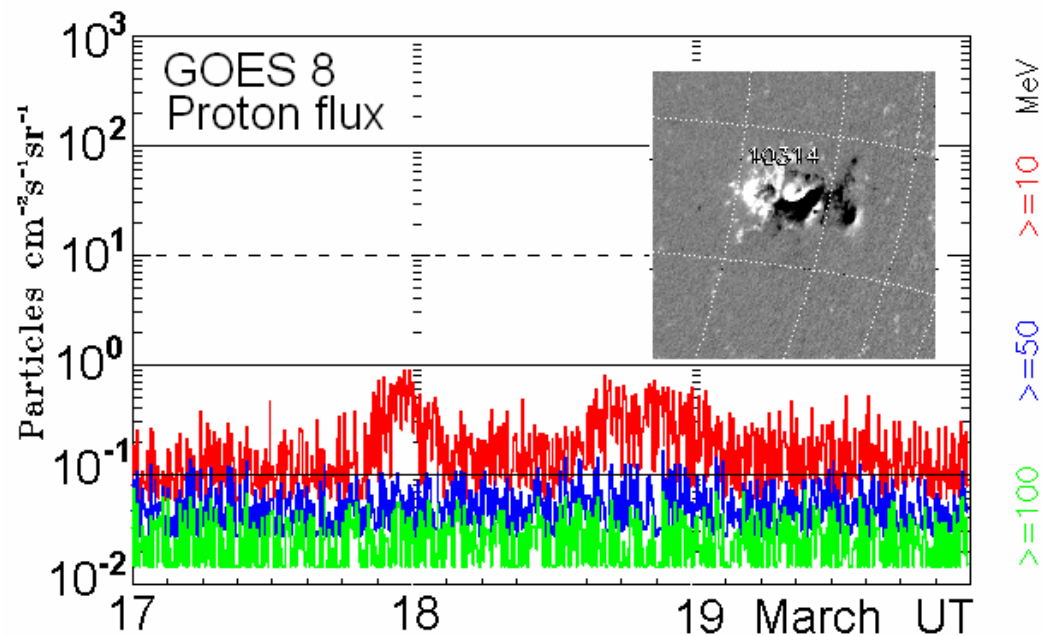 GOES 8
Proton flux
10314
Particles cm⁻²s⁻¹sr⁻¹
10³
10²
10¹
10⁰
10⁻¹
10⁻²
17 18 19 March UT
MeV
>=10
>=50
>=100